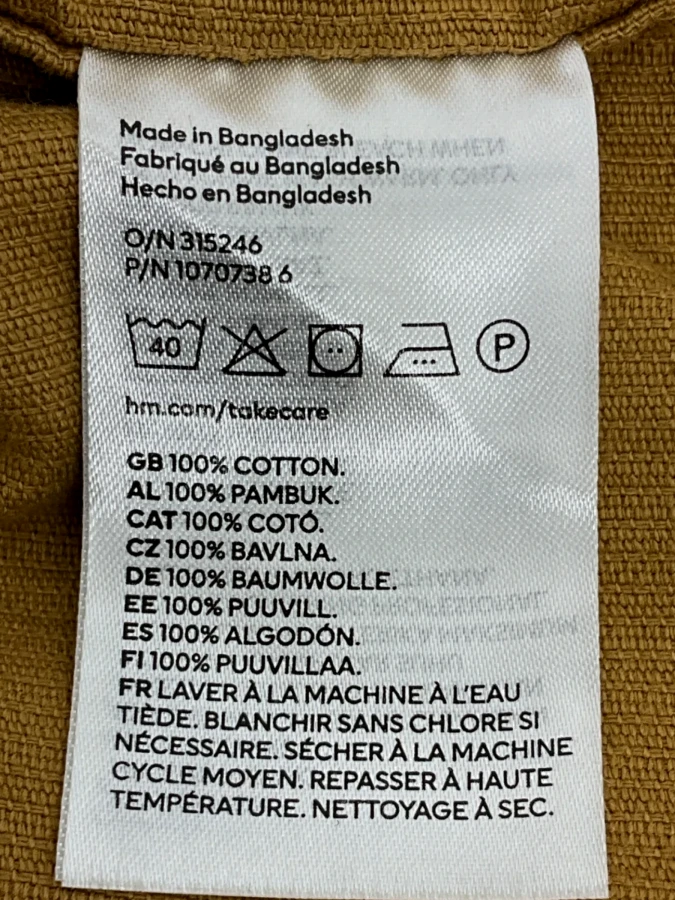 Made in Bangladesh
Fabriqué au Bangladesh
Hecho en Bangladesh
O/N 315246
P/N 1070738 6
40 P
hm.com/takecare
GB 100% COTTON.
AL 100% PAMBUK.
CAT 100% COTÓ.
CZ 100% BAVLNA.
DE 100% BAUMWOLLE.
EE 100% PUUVILL.
ES 100% ALGODÓN.
FI 100% PUUVILLAA.
FR LAVER À LA MACHINE À L'EAU
TIÈDE. BLANCHIR SANS CHLORE SI
NÉCESSAIRE. SÉCHER À LA MACHINE
CYCLE MOYEN. REPASSER À HAUTE
TEMPÉRATURE. NETTOYAGE À SEC.